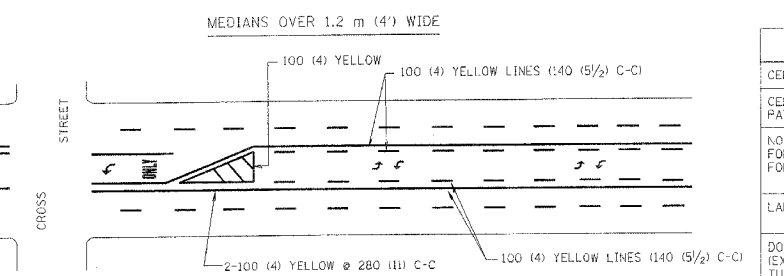 MEDIANS OVER 1.2 m (4') WIDE
100 (4) YELLOW
100 (4) YELLOW LINES (140 (5½) C-C)
STREET
ONLY
CROSS
2-100 (4) YELLOW @ 280 (11) C-C
100 (4) YELLOW LINES (140 (5½) C-C)
CE
CE
PA
NO
FO
FO
LA
DO
(EX